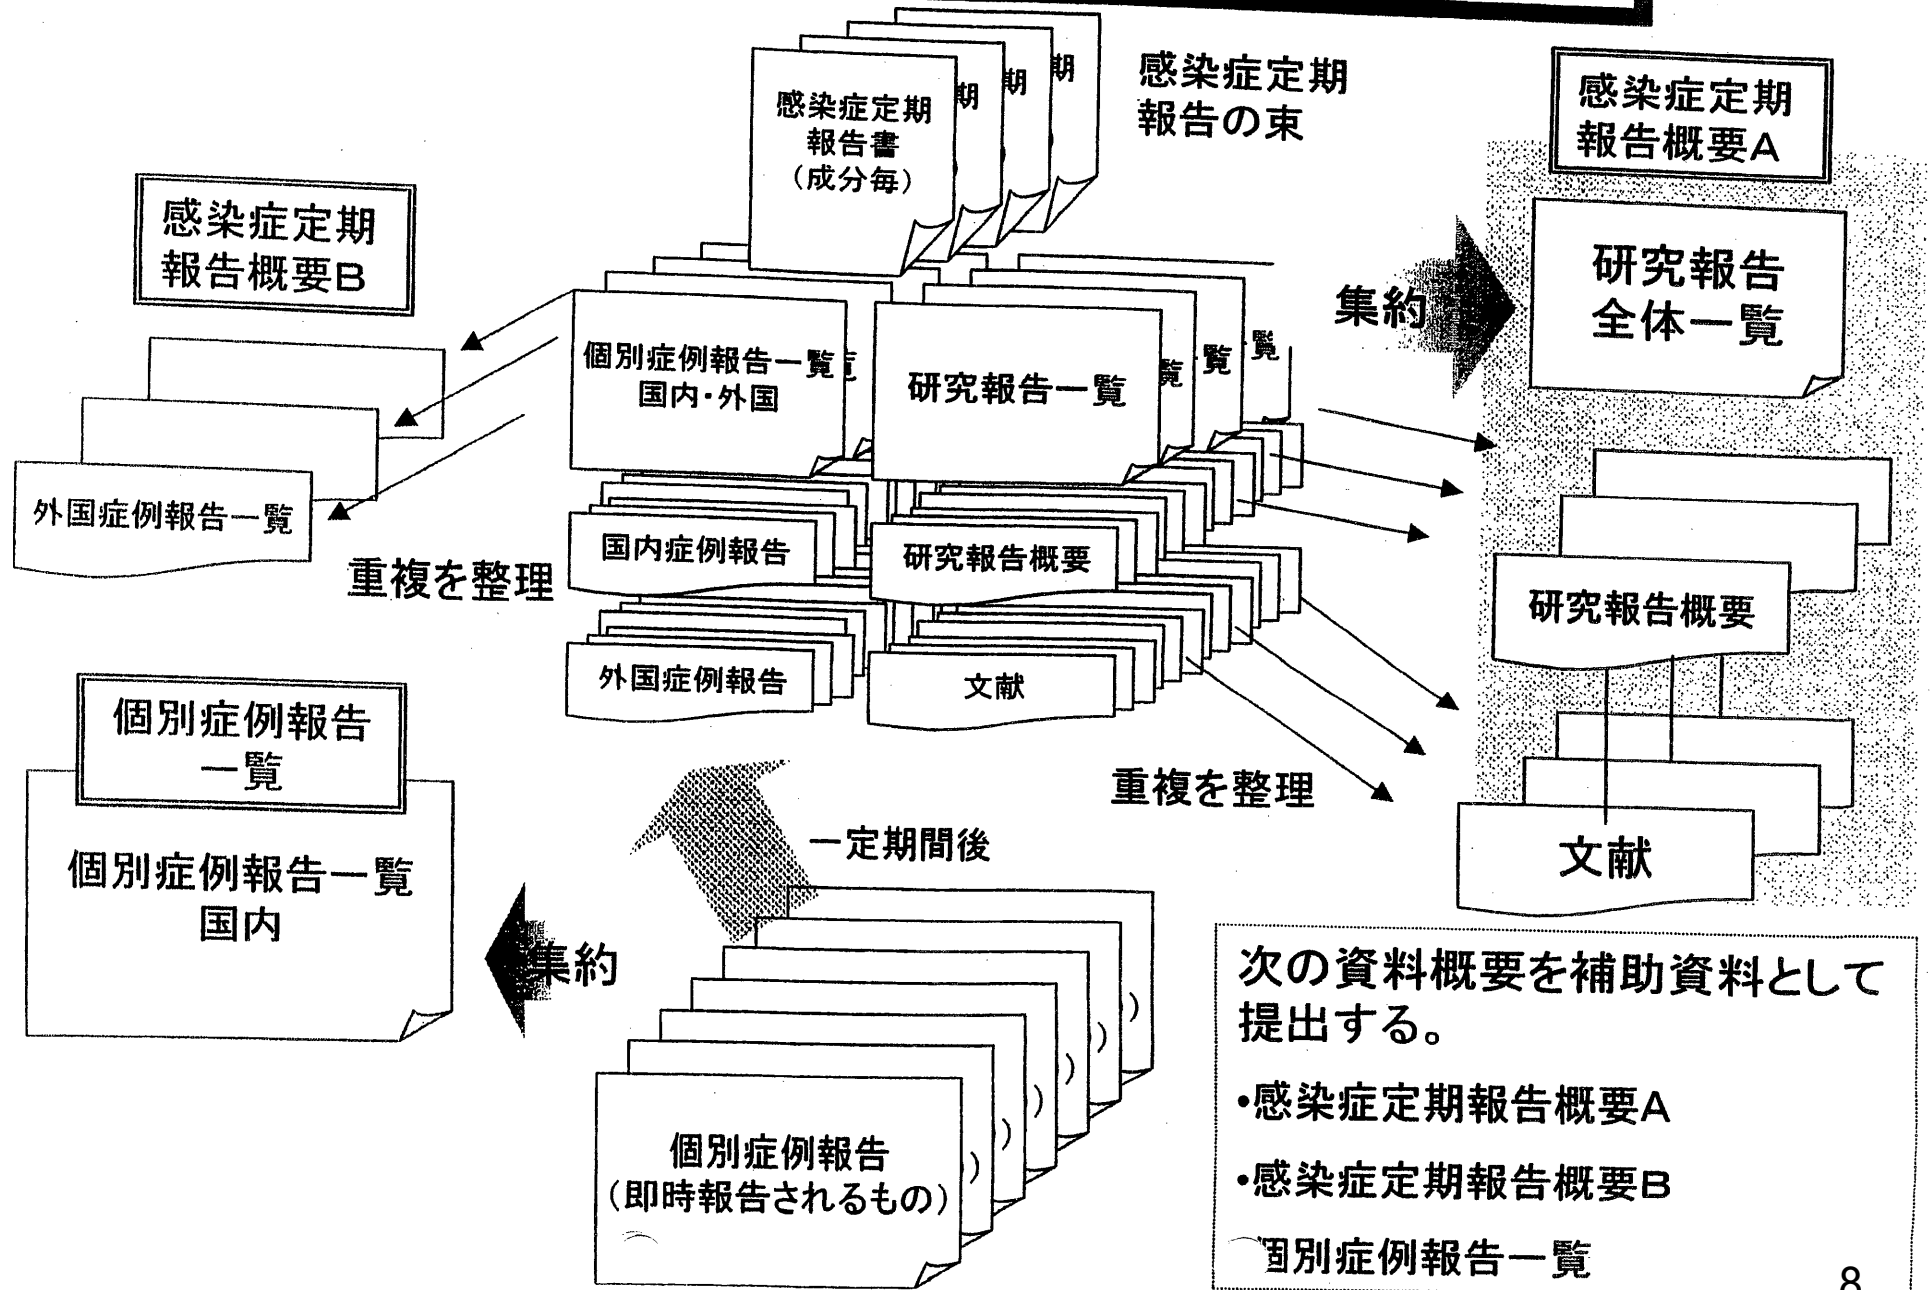 感染症定期
報告書
(成分毎)
期
期
期
感染症定期
報告の束
感染症定期
報告概要A
感染症定期
報告概要B
研究報告
全体一覧
集約
個別症例報告一覧
国内・外国
研究報告一覧
覧
覧
覧
外国症例報告一覧
重複を整理
国内症例報告
研究報告概要
外国症例報告
文献
研究報告概要
重複を整理
文献
個別症例報告
一覧
個別症例報告一覧
国内
一定期間後
集約
個別症例報告
(即時報告されるもの)
)
)
)
)
)
)
次の資料概要を補助資料として
提出する。
•感染症定期報告概要A
•感染症定期報告概要B
個別症例報告一覧
8